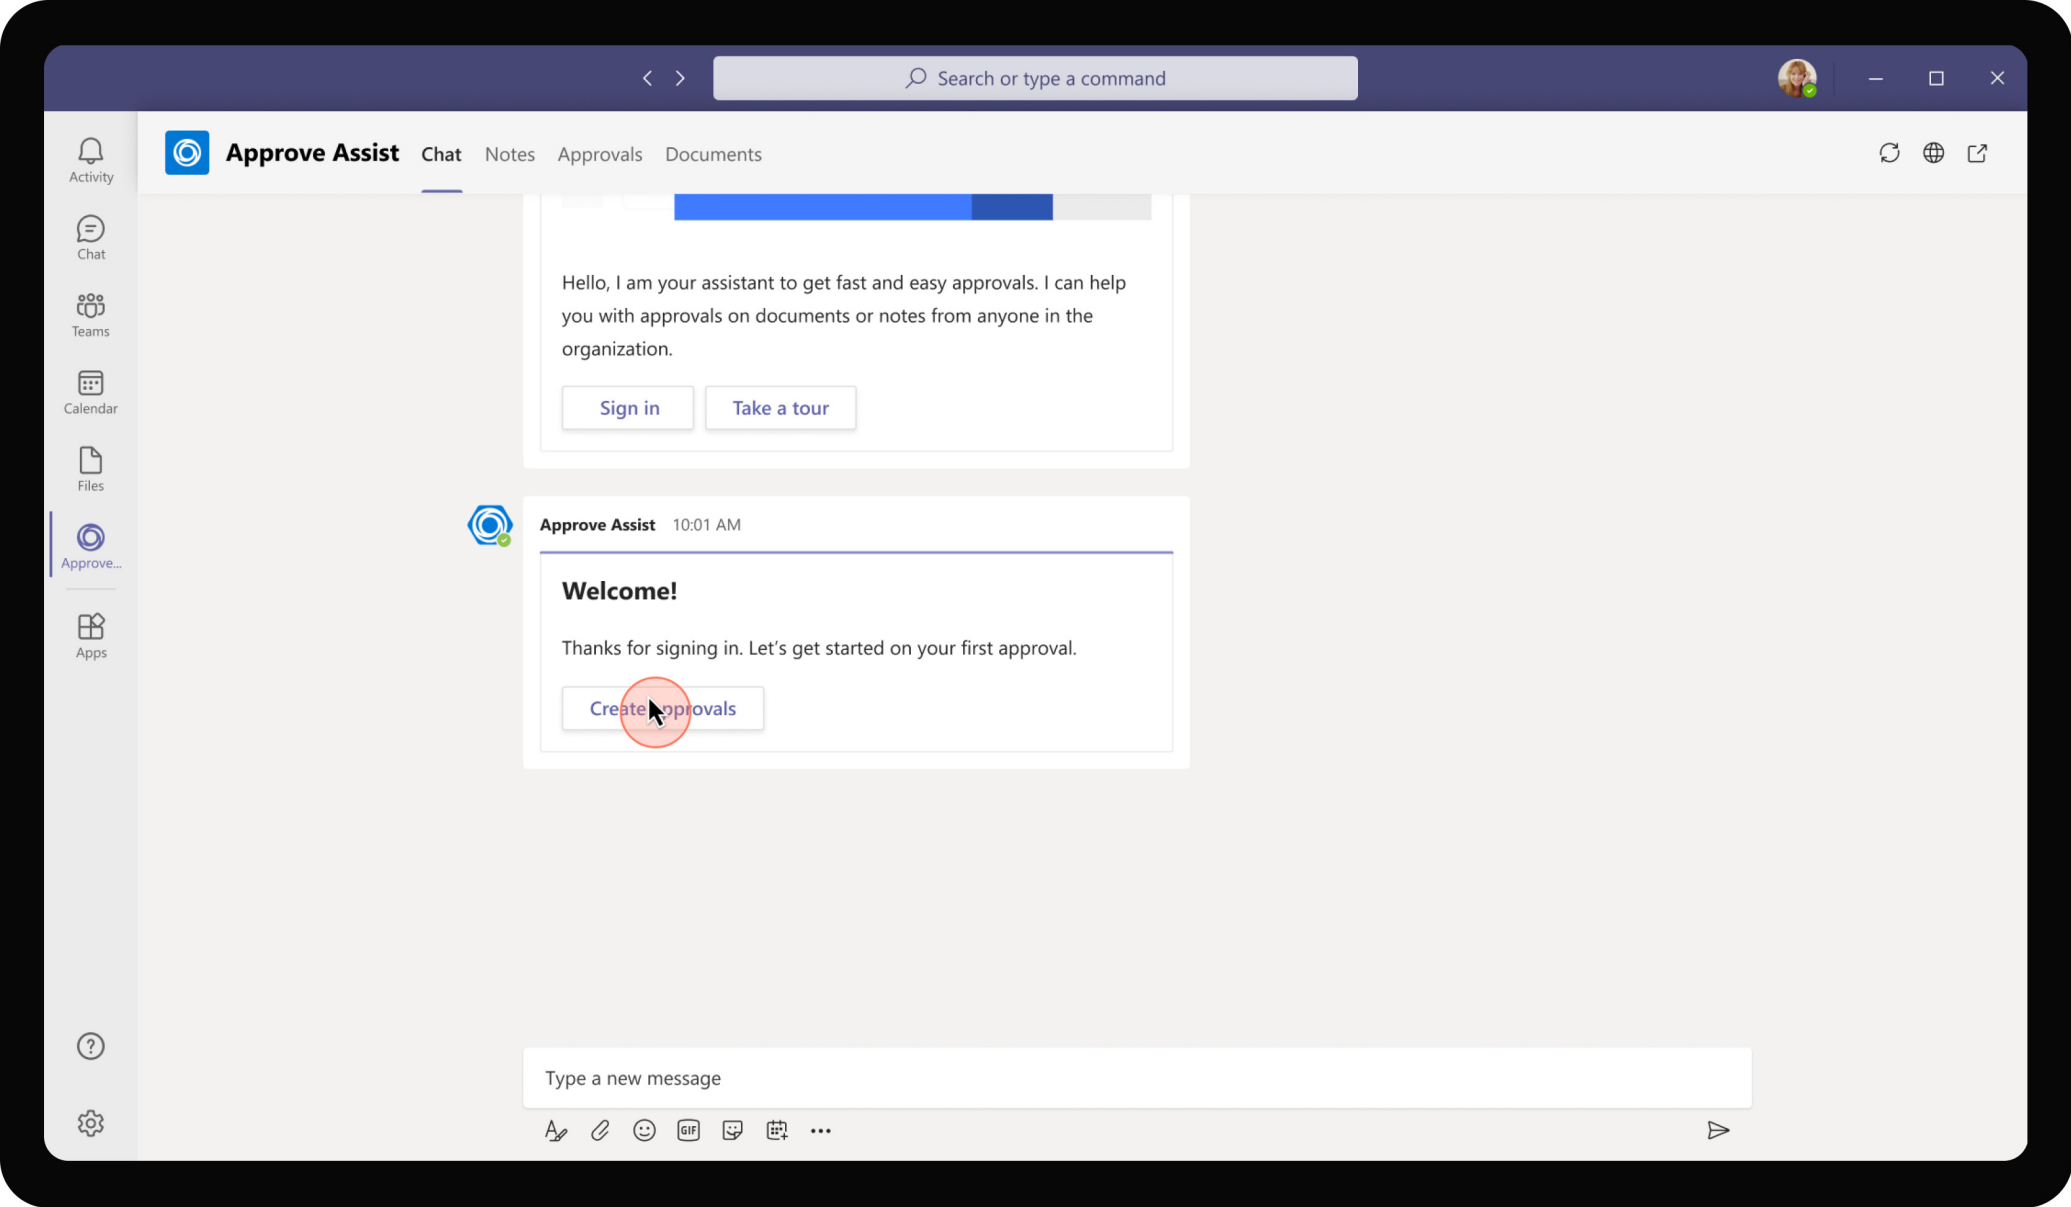 Search or type a command
Approve Assist
Chat
Notes
Approvals
Documents
Activity
Chat
Teams
Calendar
Files
Approve...
Apps
Hello, I am your assistant to get fast and easy approvals. I can help
you with approvals on documents or notes from anyone in the
organization.
Sign in
Take a tour
Approve Assist 10:01 AM
Welcome!
Thanks for signing in. Let’s get started on your first approval.
Create approvals
Type a new message
GIF